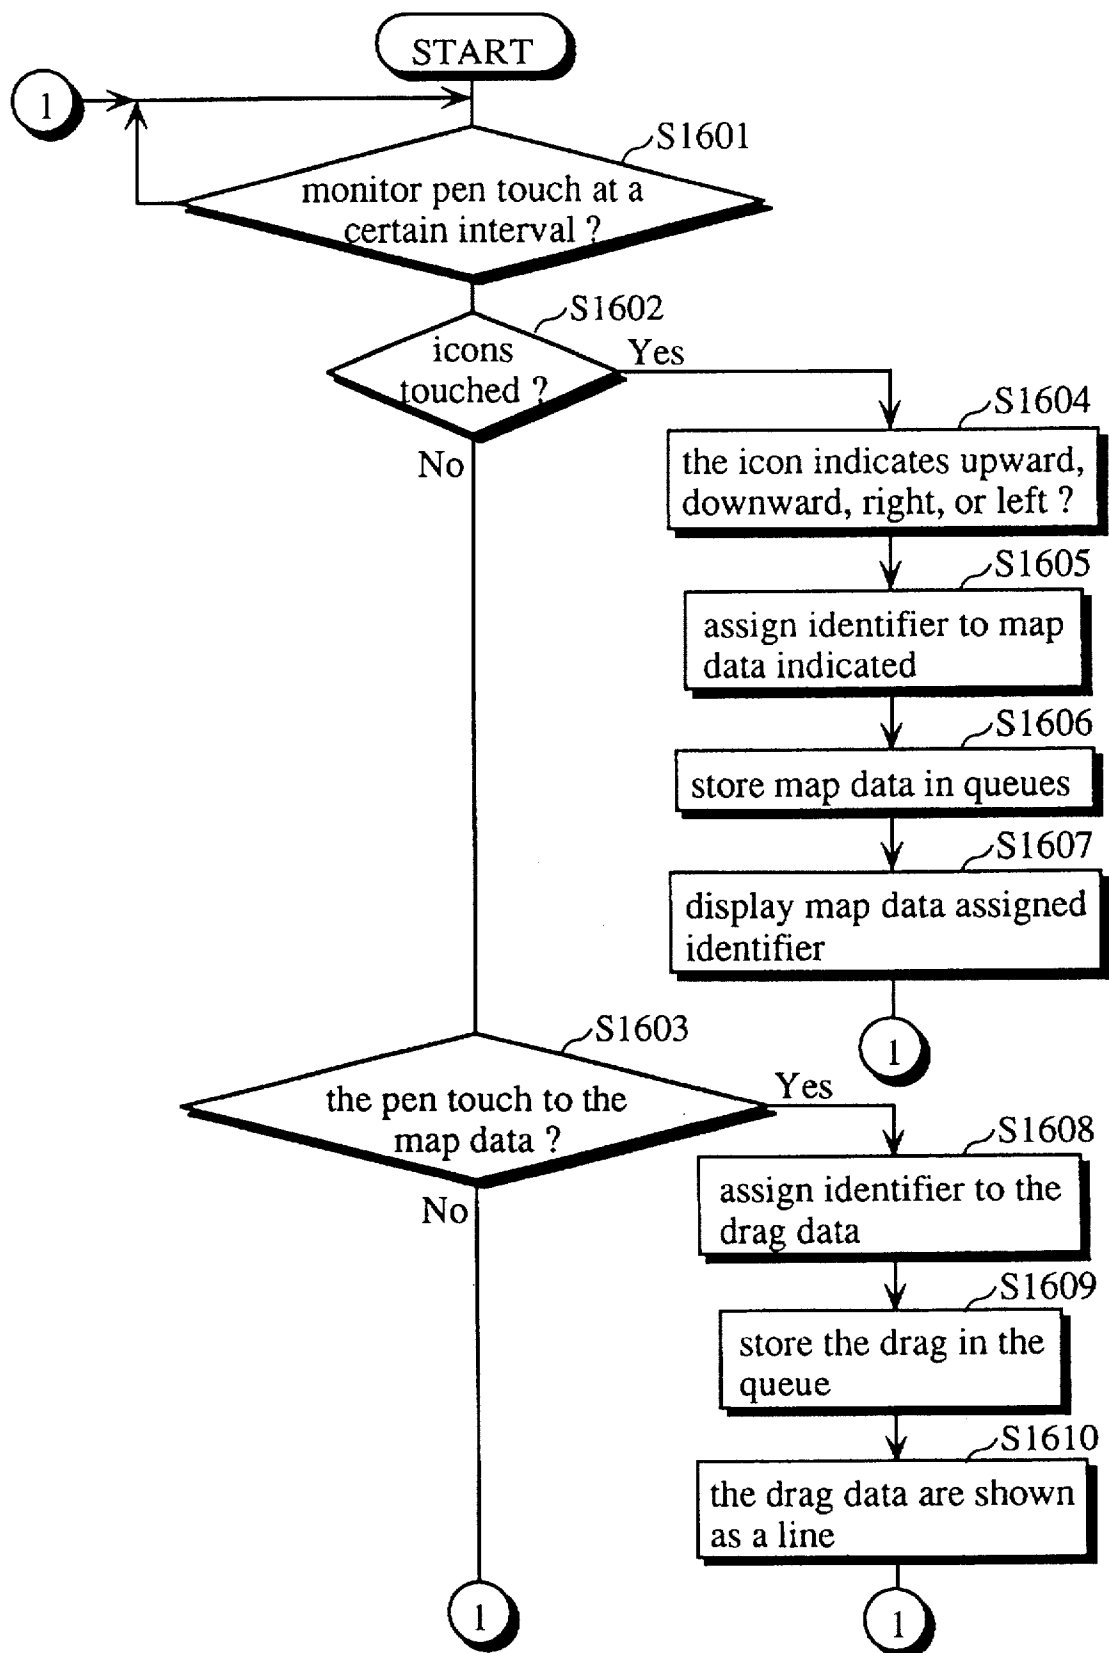 START
1
S1601
monitor pen touch at a
certain interval ?
S1602
icons
touched ?
Yes
No
S1604
the icon indicates upward,
downward, right, or left ?
S1605
assign identifier to map
data indicated
S1606
store map data in queues
S1607
display map data assigned
identifier
1
S1603
the pen touch to the
map data ?
Yes
No
S1608
assign identifier to the
drag data
S1609
store the drag in the
queue
S1610
the drag data are shown
as a line
1
1